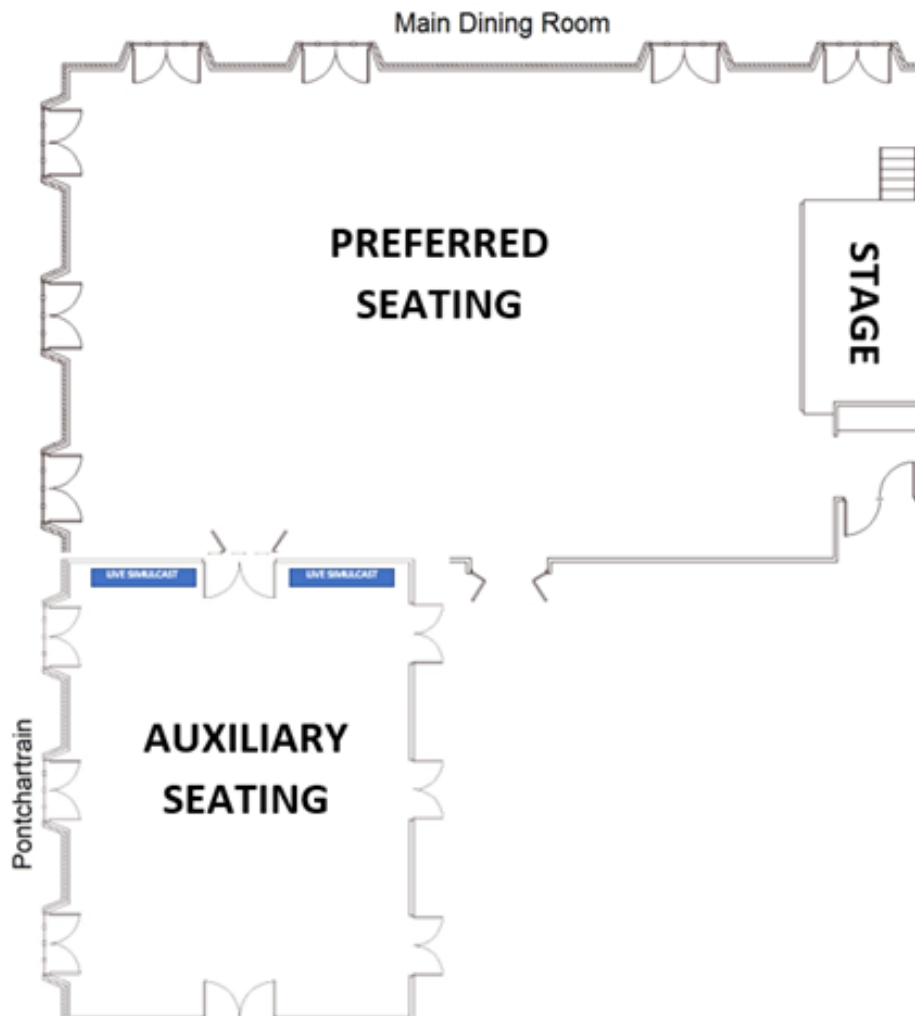 Main Dining Room
PREFERRED
SEATING
STAGE
LIVE SIMULCAST
LIVE SIMULCAST
AUXILIARY
SEATING
Pontchartrain